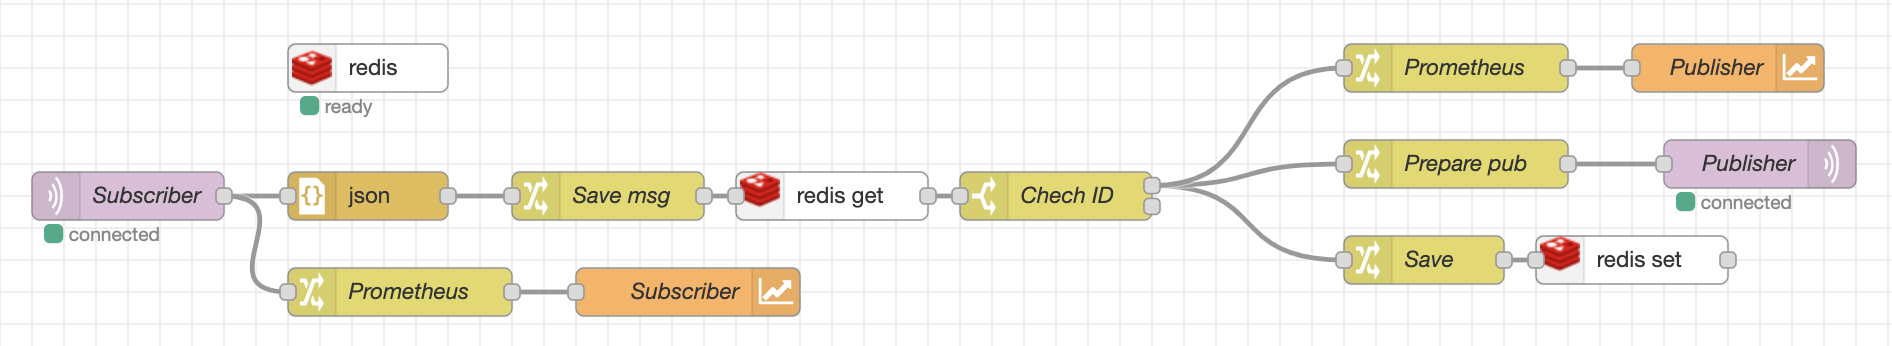 redis
ready
Subscriber
connected
json
Save msg
redis get
Chech ID
Prometheus
Subscriber
Prometheus
Publisher
Prepare pub
Publisher
connected
Save
redis set